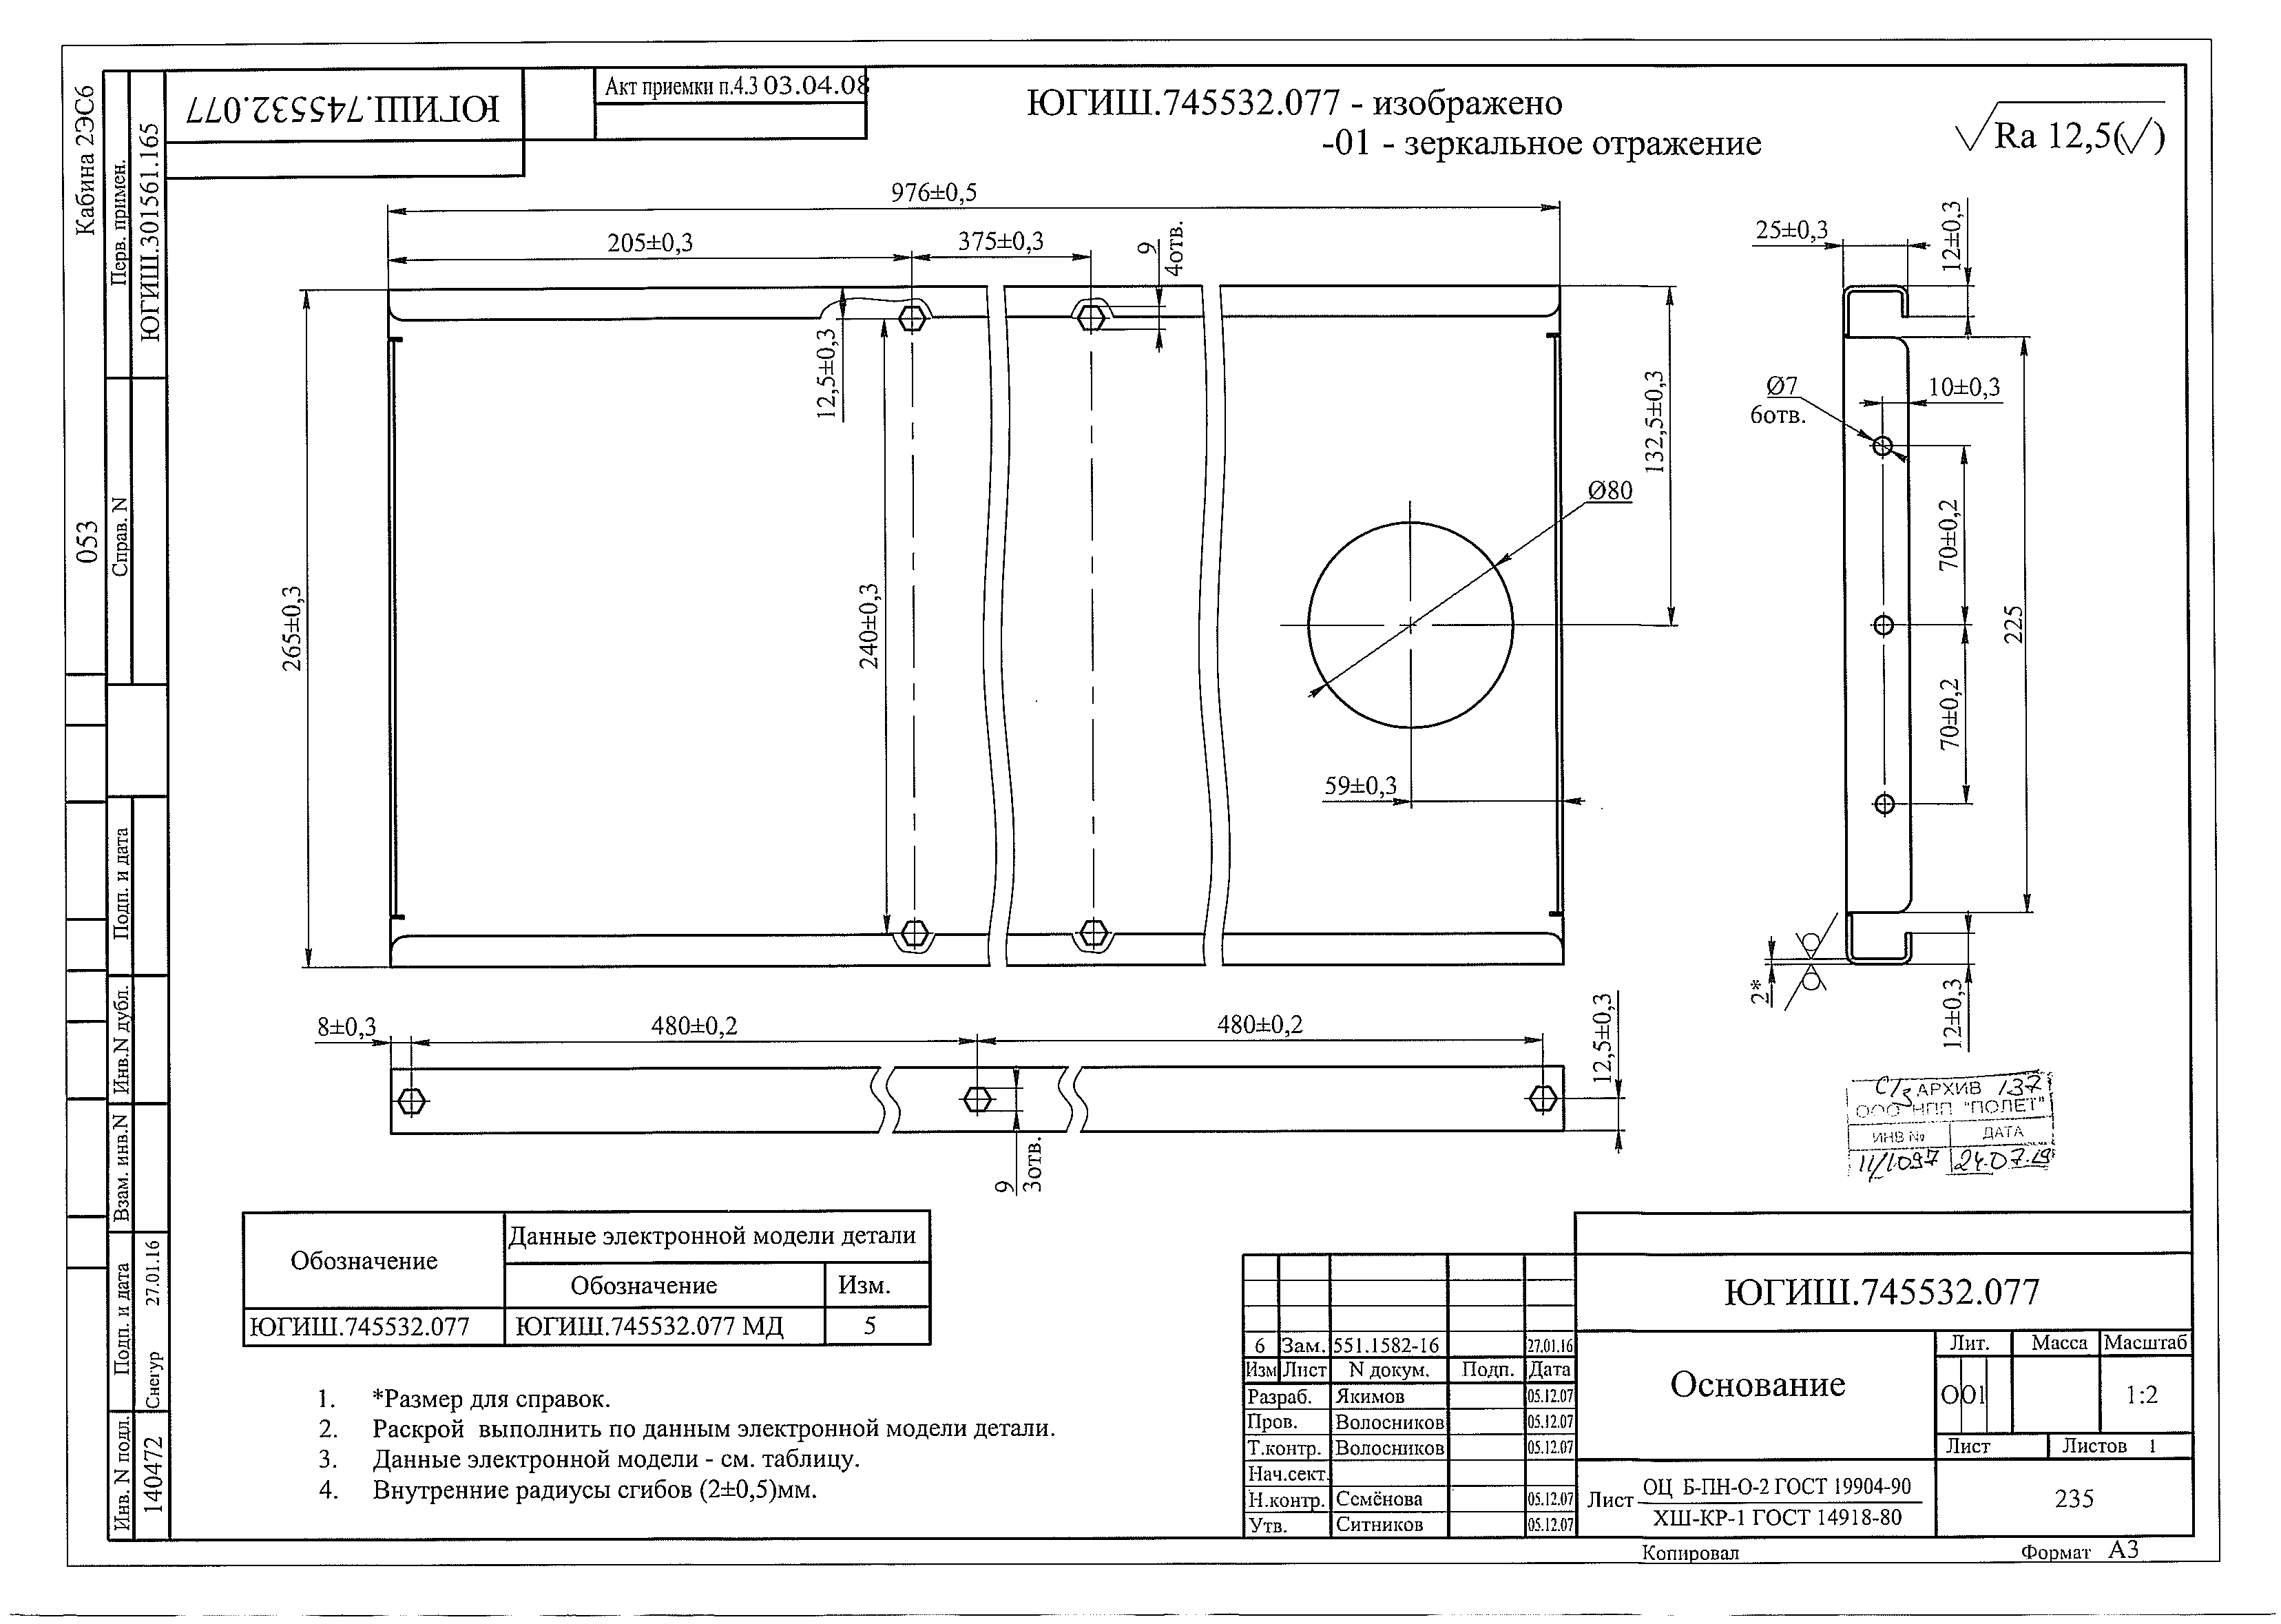 Кабина 2ЭС6
053
Перв. примен.
ЮГИШ.301561.165
Справ. N
Подп. и дата
Инв.N дубл.
Взам. инв.N
Подп. и дата
Снегур 27.01.16
Инв. N подл.
140472
ЮГИШ.745532.077
Акт приемки п.4.3 03.04.08
ЮГИШ.745532.077 - изображено
-01 - зеркальное отражение
Ra 12,5(√)
976±0,5
205±0,3
375±0,3
9
4отв.
12,5±0,3
265±0,3
240±0,3
132,5±0,3
Ø80
59±0,3
25±0,3
12±0,3
Ø7
6отв.
10±0,3
70±0,2
70±0,2
225
2*
12±0,3
8±0,3
480±0,2
480±0,2
12,5±0,3
9
3отв.
АРХИВ 137
ООО НПП "ПОЛЕТ"
ИНВ № ДАТА
Обозначение
Данные электронной модели детали
Обозначение Изм.
ЮГИШ.745532.077 ЮГИШ.745532.077 МД 5
1. *Размер для справок.
2. Раскрой выполнить по данным электронной модели детали.
3. Данные электронной модели - см. таблицу.
4. Внутренние радиусы сгибов (2±0,5)мм.
6 Зам. 551.1582-16 27.01.16
Изм Лист N докум. Подп. Дата
Разраб. Якимов 05.12.07
Пров. Волосников 05.12.07
Т.контр. Волосников 05.12.07
Нач.сект.
Н.контр. Семёнова 05.12.07
Утв. Ситников 05.12.07
ЮГИШ.745532.077
Основание
Лит. Масса Масштаб
О 01 1:2
Лист Листов 1
Лист ОЦ Б-ПН-О-2 ГОСТ 19904-90
ХШ-КР-1 ГОСТ 14918-80
235
Копировал
Формат А3